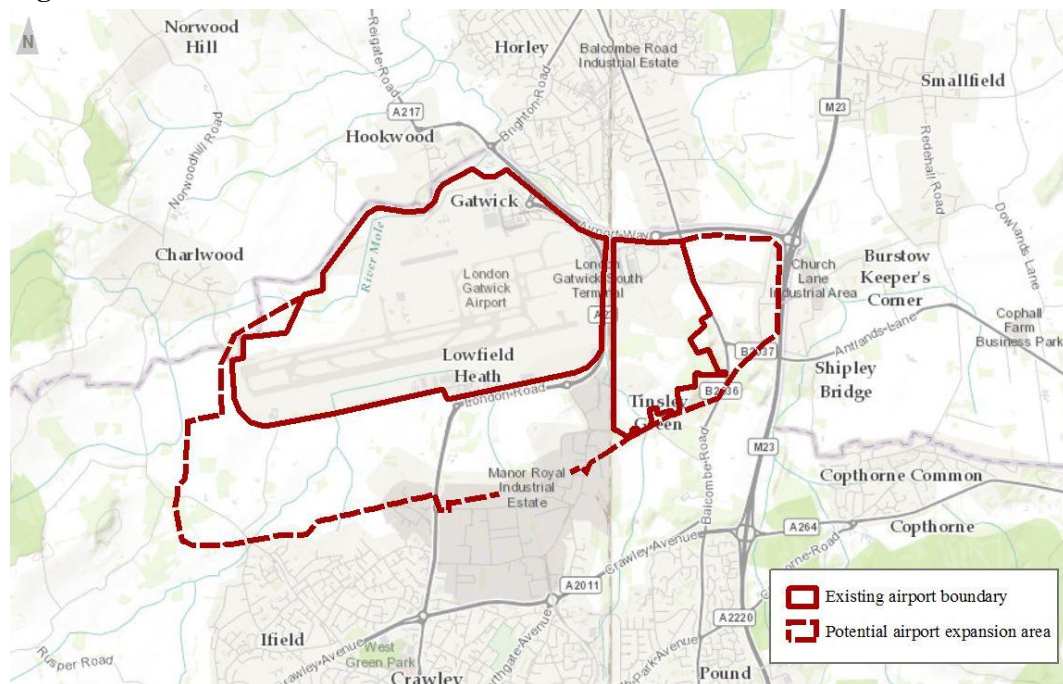 Norwood
Hill
N
Horley
Balcombe Road
Industrial Estate
Smallfield
Reigate-Road
A217
Brighton-Road
M23
Hookwood
Norwoodhill Road
Redehall Road
Gatwick
Airport-Way
Dowlands Lane
Charlwood
River Mole
London
Gatwick
Airport
London
Gatwick South
Terminal
A23
Church
Lane
Industrial Area
Burstow
Keeper's
Corner
Cophall
Farm
Business Park
Antlands-Lane
B2037
Lowfield
Heath
Shipley
Bridge
London-Road
B2036
Tinsley
Green
Balcombe-Road
M23
Manor Royal
Industrial
Estate
Copthorne Common
A264
Copthorne
Crawley-Avenue
A2011
Existing airport boundary
Potential airport expansion area
A2220
Ifield
West
Green Park
Crawley-Avenue
Rusper Road
Crawley
Pound